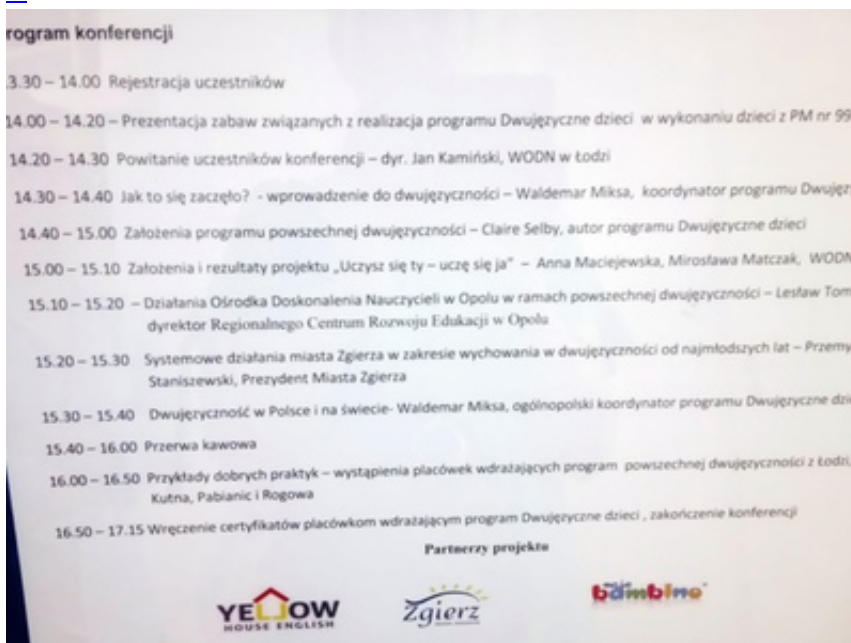 rogram konferencji
3.30 – 14.00 Rejestracja uczestników
14.00 – 14.20 – Prezentacja zabaw związanych z realizacja programu Dwujęzyczne dzieci w wykonaniu dzieci z PM nr 99
14.20 – 14.30 Powitanie uczestników konferencji – dyr. Jan Kamiński, WODN w Łodzi
14.30 – 14.40 Jak to się zaczęło? - wprowadzenie do dwujęzyczności – Waldemar Miksa, koordynator programu Dwujęz
14.40 – 15.00 Założenia programu powszechnej dwujęzyczności – Claire Selby, autor programu Dwujęzyczne dzieci
15.00 – 15.10 Założenia i rezultaty projektu „Uczysz się ty – uczę się ja” – Anna Maciejewska, Mirosława Matczak, WODN
15.10 – 15.20 – Działania Ośrodka Doskonalenia Nauczycieli w Opolu w ramach powszechnej dwujęzyczności – Lesław Tom
dyrektor Regionalnego Centrum Rozwoju Edukacji w Opolu
15.20 – 15.30 Systemowe działania miasta Zgierza w zakresie wychowania w dwujęzyczności od najmłodszych lat – Przemy
Staniszewski, Prezydent Miasta Zgierza
15.30 – 15.40 Dwujęzyczność w Polsce i na świecie- Waldemar Miksa, ogólnopolski koordynator programu Dwujęzyczne dzie
15.40 – 16.00 Przerwa kawowa
16.00 – 16.50 Przykłady dobrych praktyk – wystąpienia placówek wdrażających program powszechnej dwujęzyczności z Łodzi,
Kutna, Pabianic i Rogowa
16.50 – 17.15 Wręczenie certyfikatów placówkom wdrażającym program Dwujęzyczne dzieci , zakończenie konferencji
Partnerzy projektu
YELLOW
HOUSE ENGLISH
Zgierz
bambino